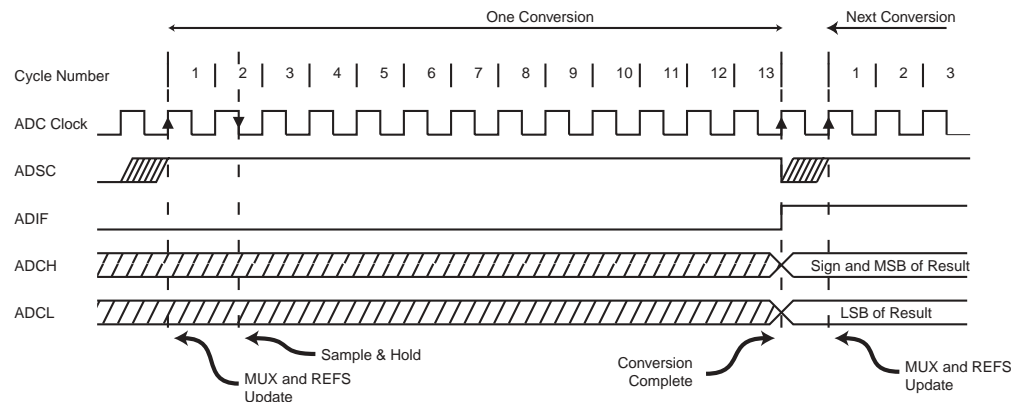 One Conversion
Next Conversion
Cycle Number
1 2 3 4 5 6 7 8 9 10 11 12 13 1 2 3
ADC Clock
ADSC
ADIF
ADCH
Sign and MSB of Result
ADCL
LSB of Result
Sample & Hold
MUX and REFS
Update
Conversion
Complete
MUX and REFS
Update